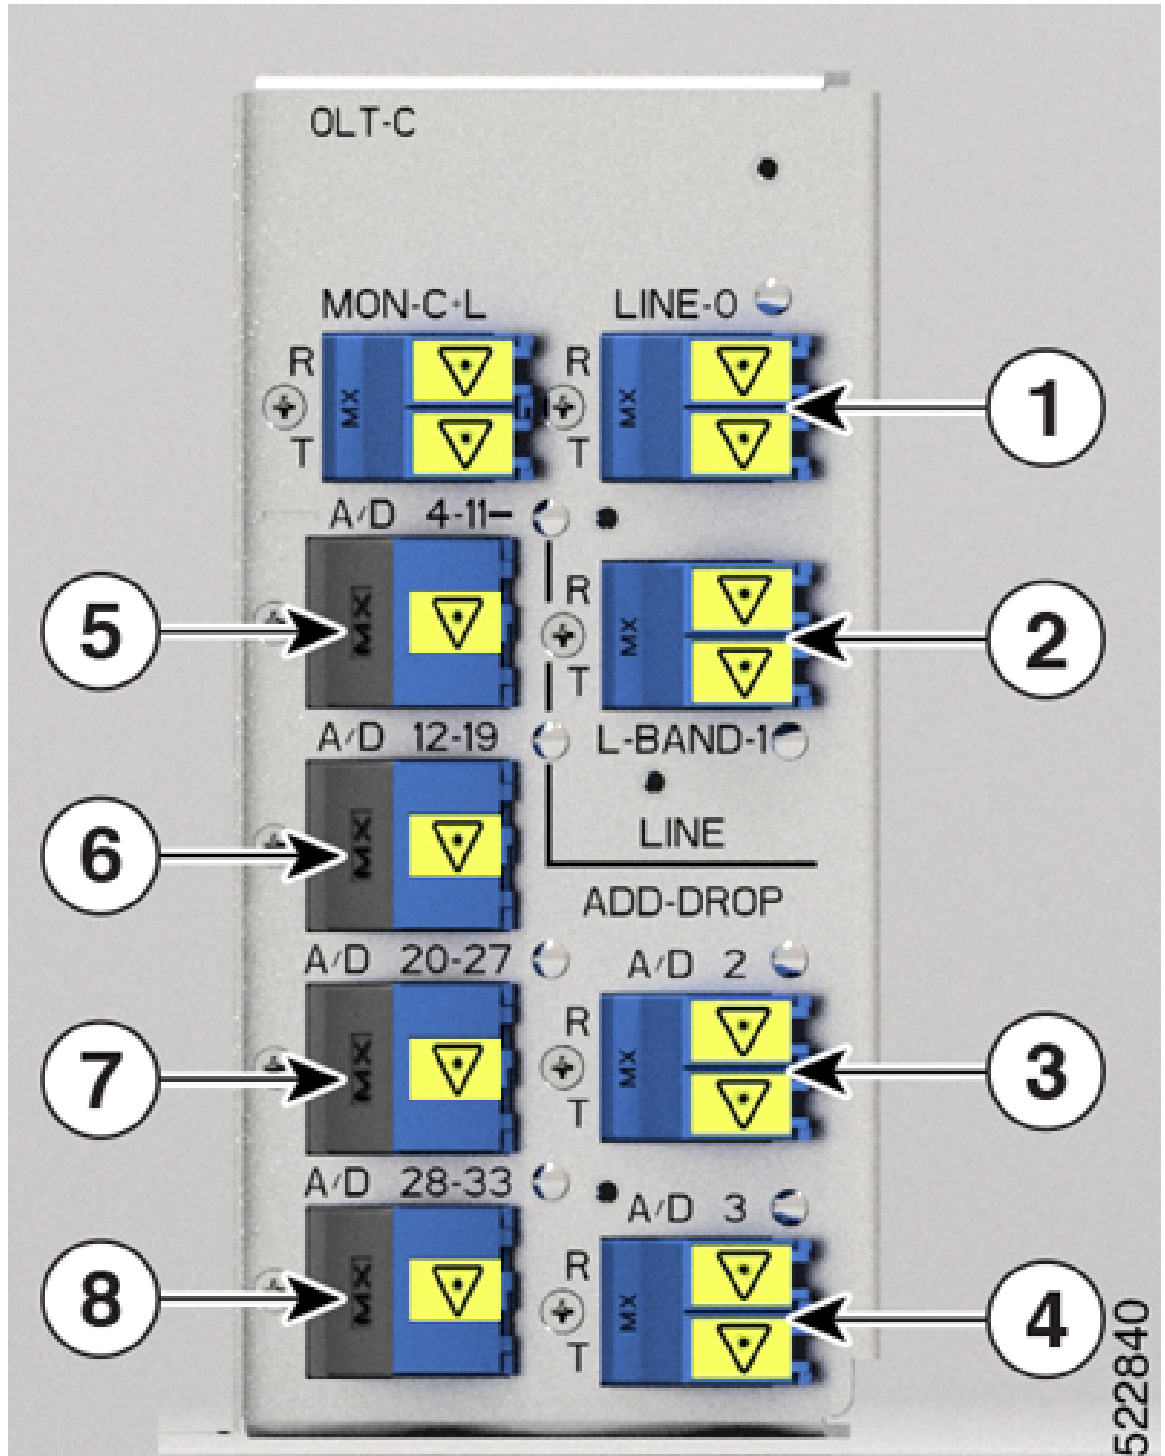 OLT-C
MON-C+L
LINE-0
R
R
MX
MX
T
T
1
A/D 4-11
5
MX
R
MX
T
2
A/D 12-19
L-BAND-1
6
MX
LINE
ADD-DROP
A/D 20-27
A/D 2
7
MX
R
MX
T
3
A/D 28-33
A/D 3
8
MX
R
MX
T
4
522840